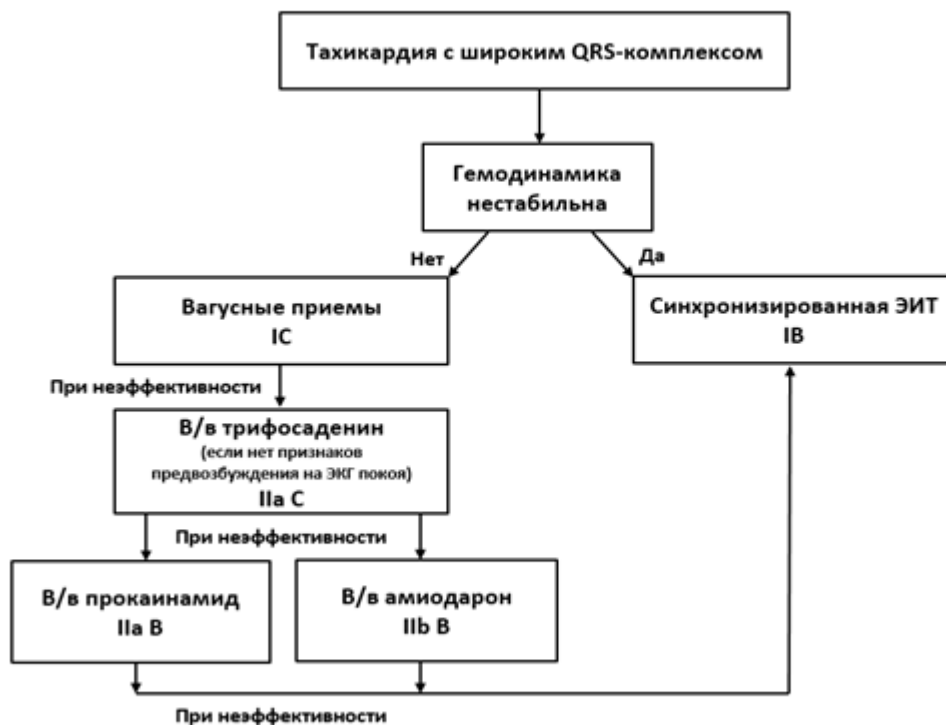 Тахикардия с широким QRS-комплексом
Гемодинамика
нестабильна
Нет
Да
Вагусные приемы
IC
Синхронизированная ЭИТ
IB
При неэффективности
В/в трифосаденин
(если нет признаков
предвозбуждения на ЭКГ покоя)
IIa C
При неэффективности
В/в прокаинамид
IIa B
В/в амиодарон
IIb B
При неэффективности